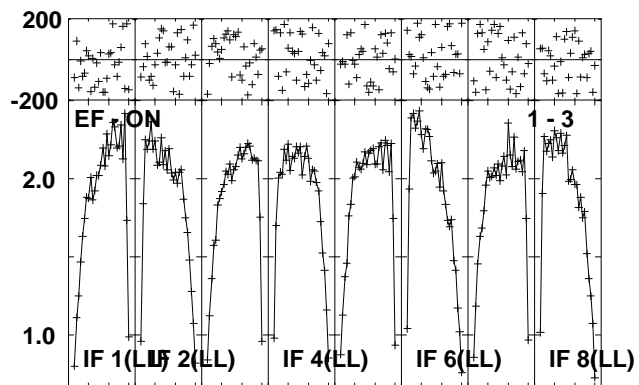 200
-200
EF - ON 1 - 3
2.0
1.0
IF 1(LL) IF 2(LL) IF 4(LL) IF 6(LL) IF 8(LL)